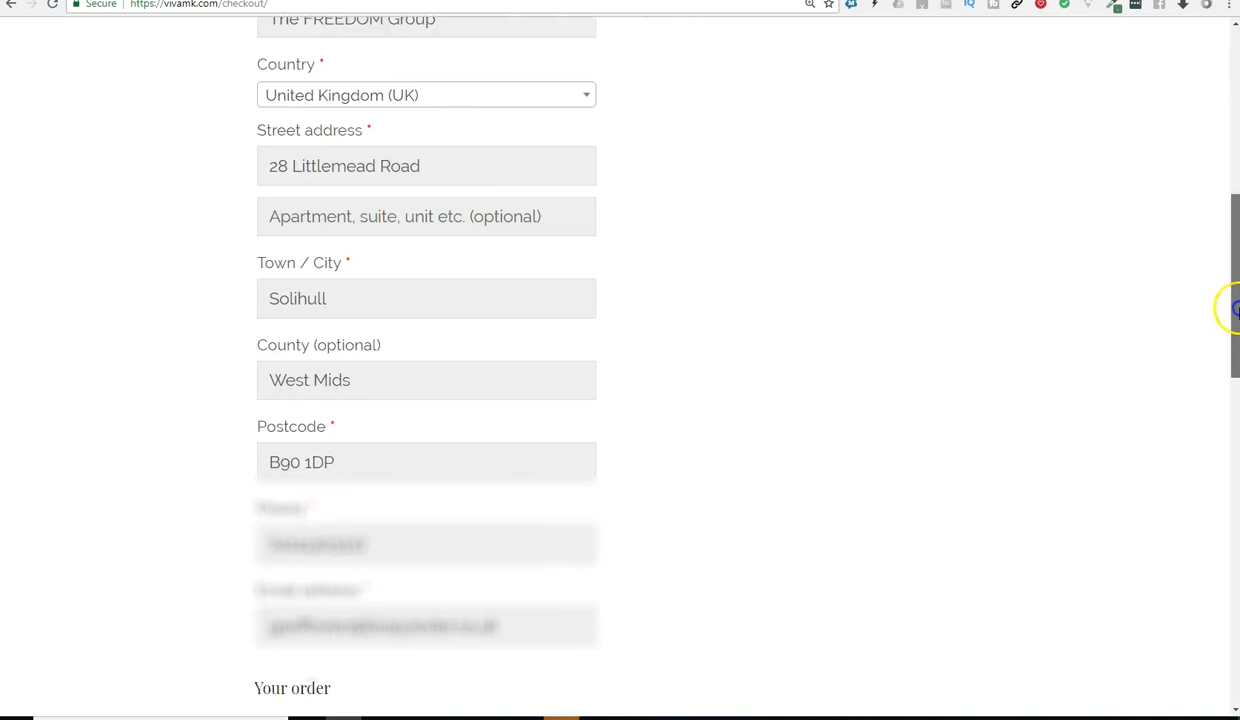 Secure
https://vivamk.com/checkout/
The FREEDOM Group
Country *
United Kingdom (UK)
Street address *
28 Littlemead Road
Apartment, suite, unit etc. (optional)
Town / City *
Solihull
County (optional)
West Mids
Postcode *
B90 1DP
Your order